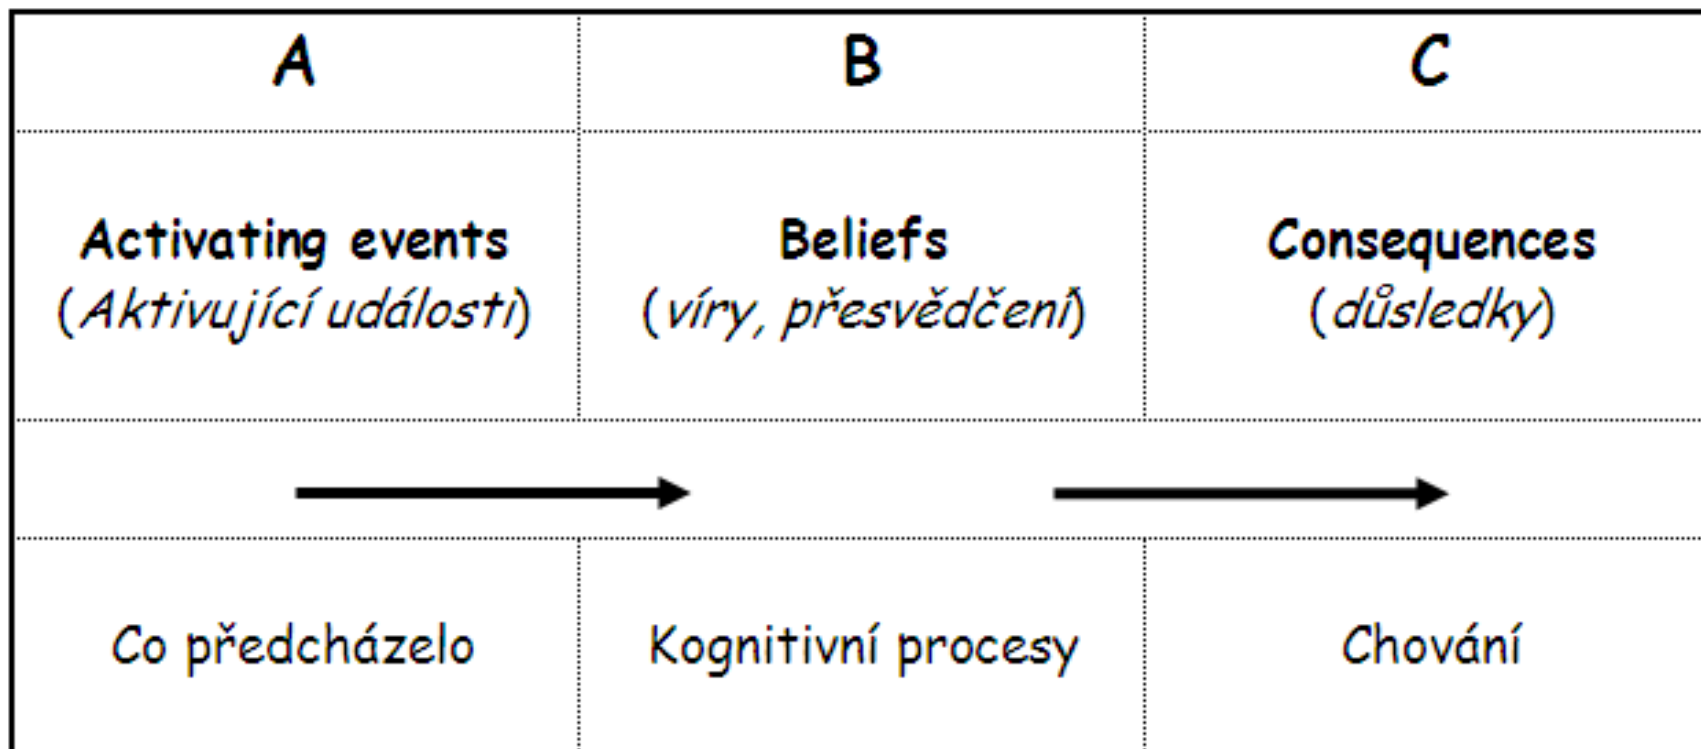 A B C
Activating events Beliefs Consequences
(Aktivující události) (víry, přesvědčení) (důsledky)
Co předcházelo Kognitivní procesy Chování